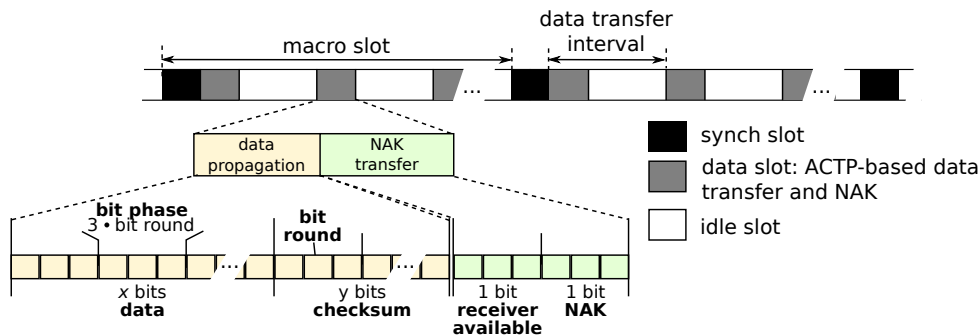 data transfer
macro slot
interval
...
...
data
propagation
NAK
transfer
synch slot
data slot: ACTP-based data
transfer and NAK
idle slot
bit phase
3 • bit round
bit
round
...
...
x bits
data
y bits
checksum
1 bit
receiver
available
1 bit
NAK